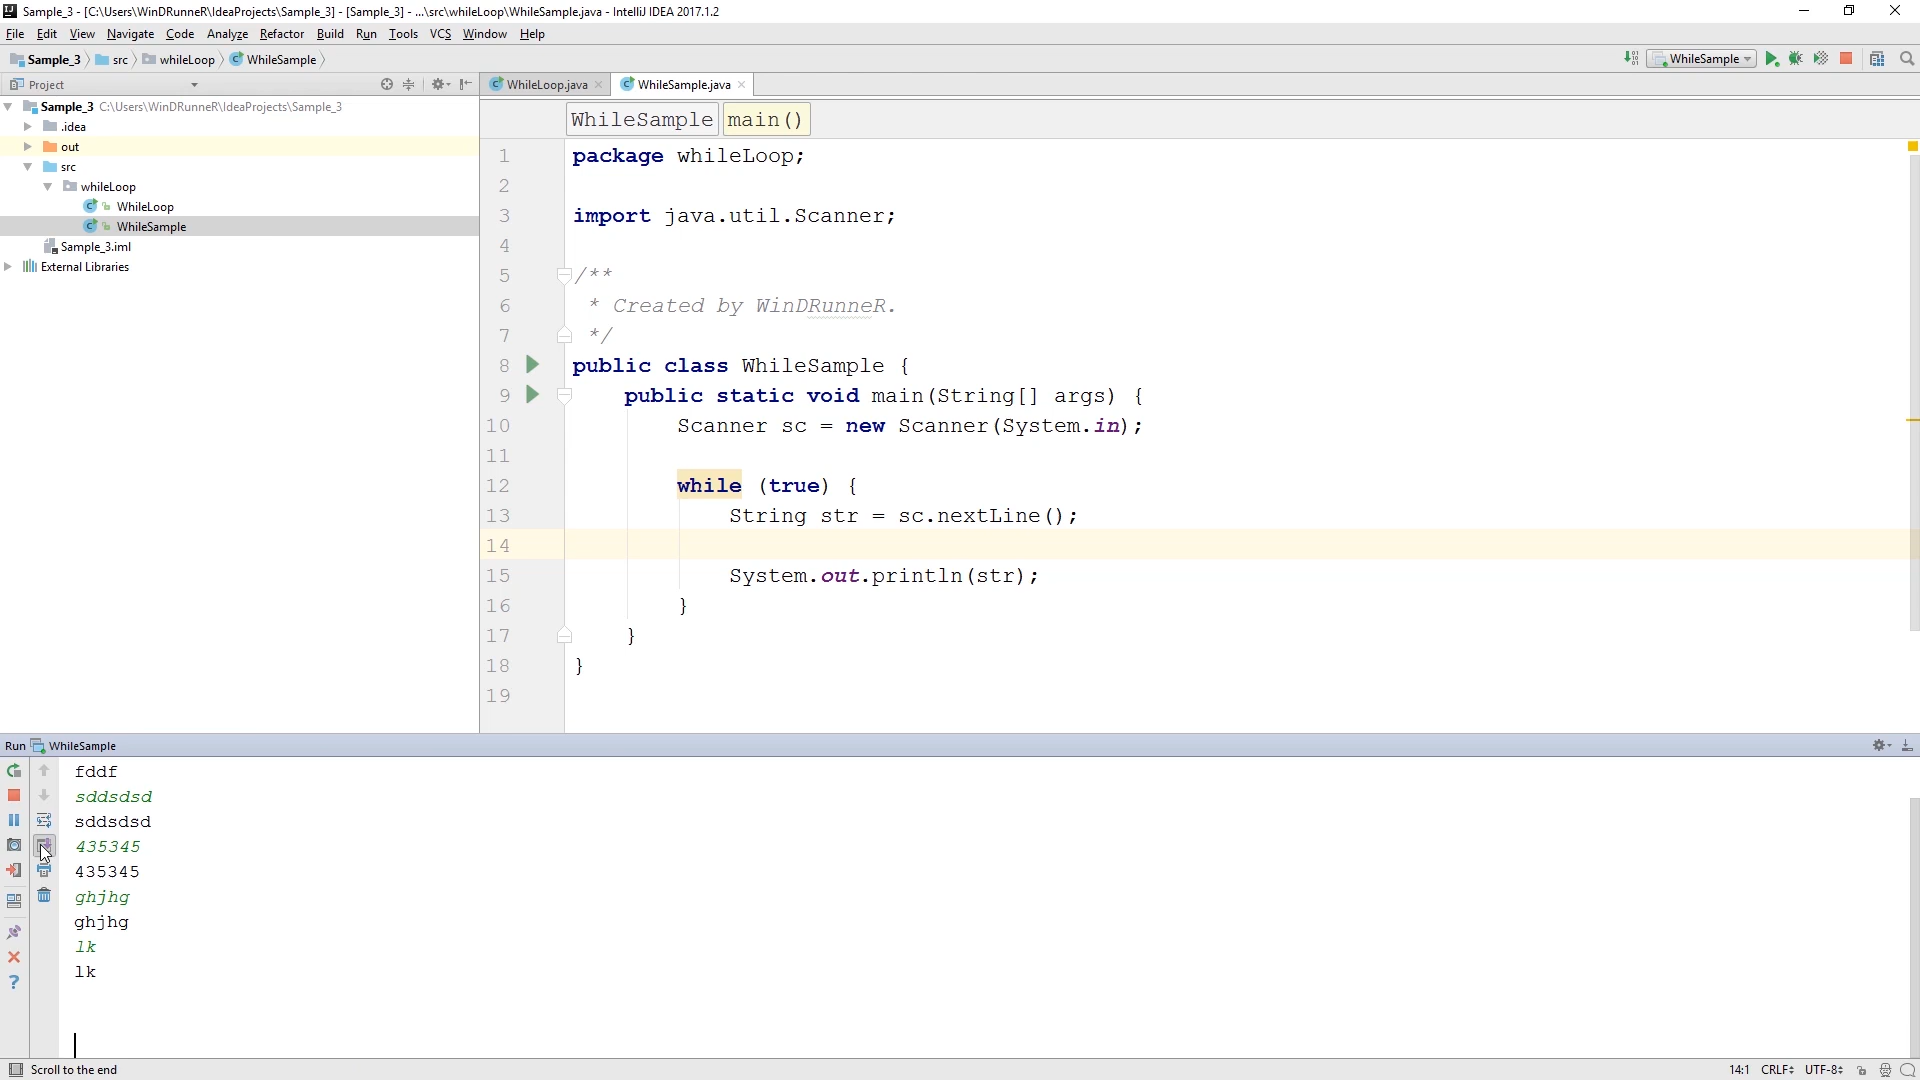 Sample_3 - [C:\Users\WinDRunneR\IdeaProjects\Sample_3] - [Sample_3] - ...\src\whileLoop\WhileSample.java - IntelliJ IDEA 2017.1.2
File Edit View Navigate Code Analyze Refactor Build Run Tools VCS Window Help
Sample_3 src whileLoop WhileSample WhileSample
Project WhileLoop.java WhileSample.java
Sample_3 C:\Users\WinDRunneR\IdeaProjects\Sample_3
.idea
out
src
whileLoop
WhileLoop
WhileSample
Sample_3.iml
External Libraries
WhileSample main()
1 package whileLoop;
2
3 import java.util.Scanner;
4
5 /**
6 * Created by WinDRunneR.
7 */
8 public class WhileSample {
9 public static void main(String[] args) {
10 Scanner sc = new Scanner(System.in);
11
12 while (true) {
13 String str = sc.nextLine();
14
15 System.out.println(str);
16 }
17 }
18 }
19
Run WhileSample
fddf
sddsdsd
sddsdsd
435345
435345
ghjhg
ghjhg
lk
lk
Scroll to the end 14:1 CRLF UTF-8